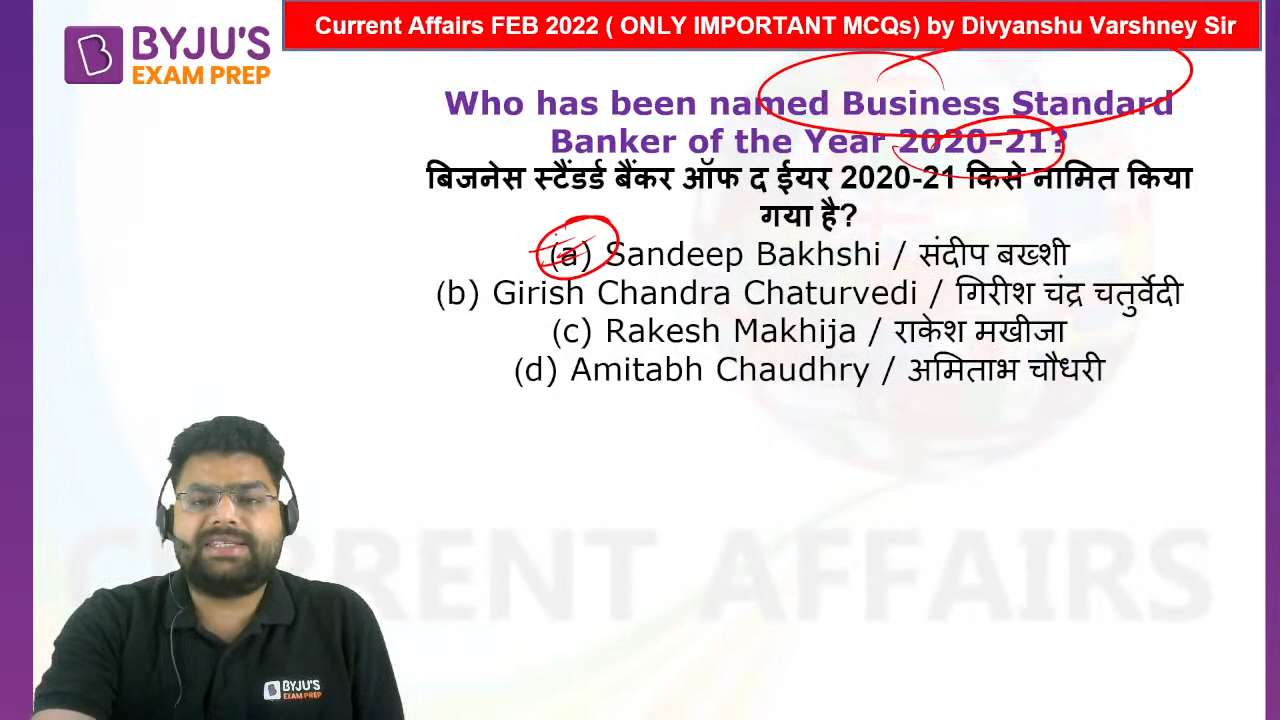 Current Affairs FEB 2022 ( ONLY IMPORTANT MCQs) by Divyanshu Varshney Sir
BYJU'S
EXAM PREP
Who has been named Business Standard
Banker of the Year 2020-21?
बिजनेस स्टैंडर्ड बैंकर ऑफ द ईयर 2020-21 किसे नामित किया
गया है?
(a) Sandeep Bakhshi / संदीप बख्शी
(b) Girish Chandra Chaturvedi / गिरीश चंद्र चतुर्वेदी
(c) Rakesh Makhija / राकेश मखीजा
(d) Amitabh Chaudhry / अमिताभ चौधरी
CURRENT AFFAIRS
BYJU'S
EXAM PREP